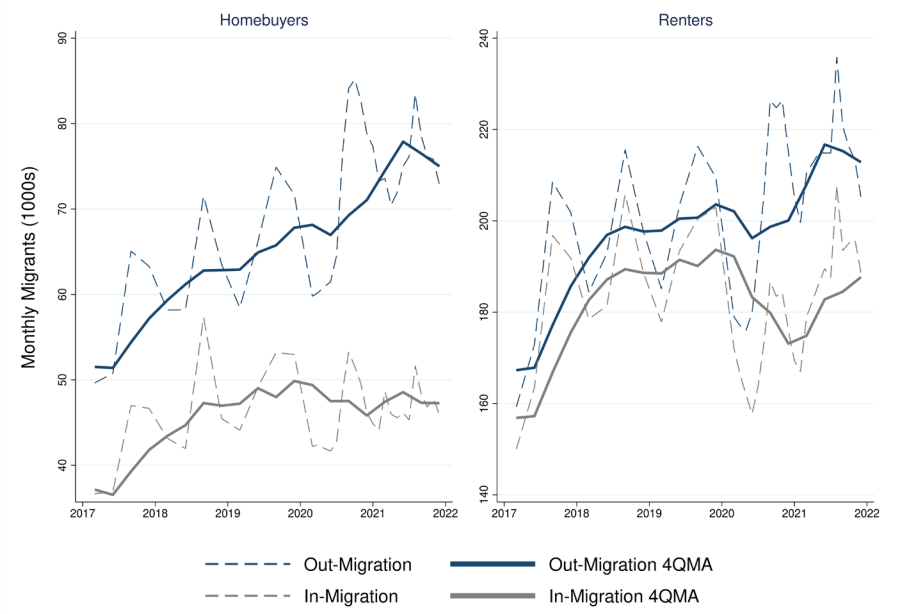 Homebuyers
Renters
Monthly Migrants (1000s)
90
80
70
60
50
40
2017 2018 2019 2020 2021 2022
240
220
200
180
160
140
2017 2018 2019 2020 2021 2022
Out-Migration
Out-Migration 4QMA
In-Migration
In-Migration 4QMA